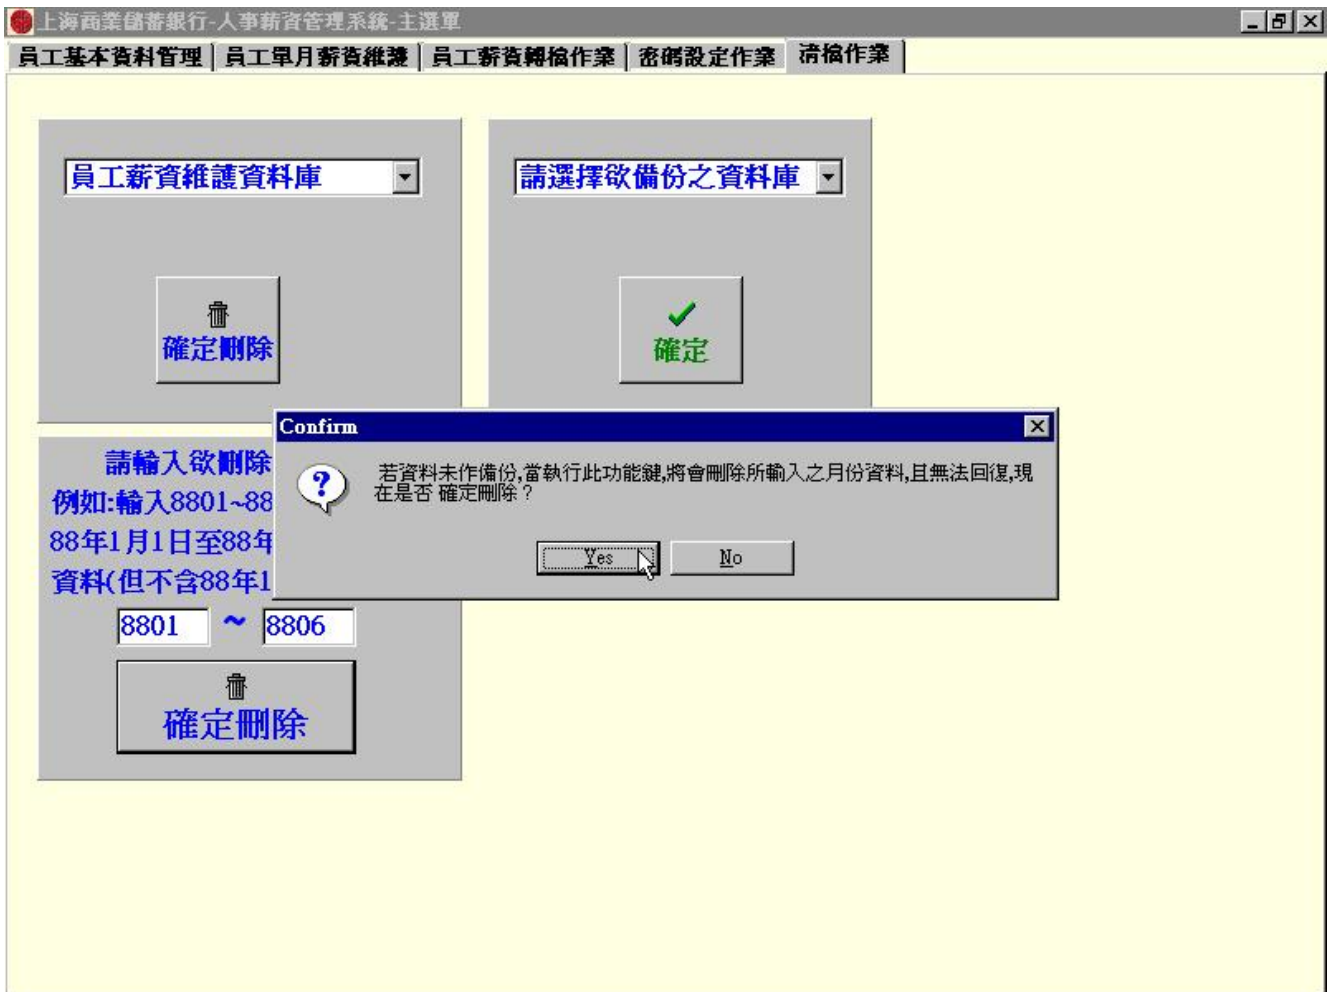 上海商業儲蓄銀行-人事薪資管理系統-主選單
員工基本資料管理 員工單月薪資維護 員工薪資轉檔作業 密碼設定作業 清檔作業
員工薪資維護資料庫
請選擇欲備份之資料庫
確定刪除
確定
Confirm
若資料未作備份,當執行此功能鍵,將會刪除所輸入之月份資料,且無法回復,現
在是否 確定刪除？
Yes
No
請輸入欲刪除
例如:輸入8801~88
88年1月1日至88年
資料(但不含88年1
8801 ~ 8806
確定刪除